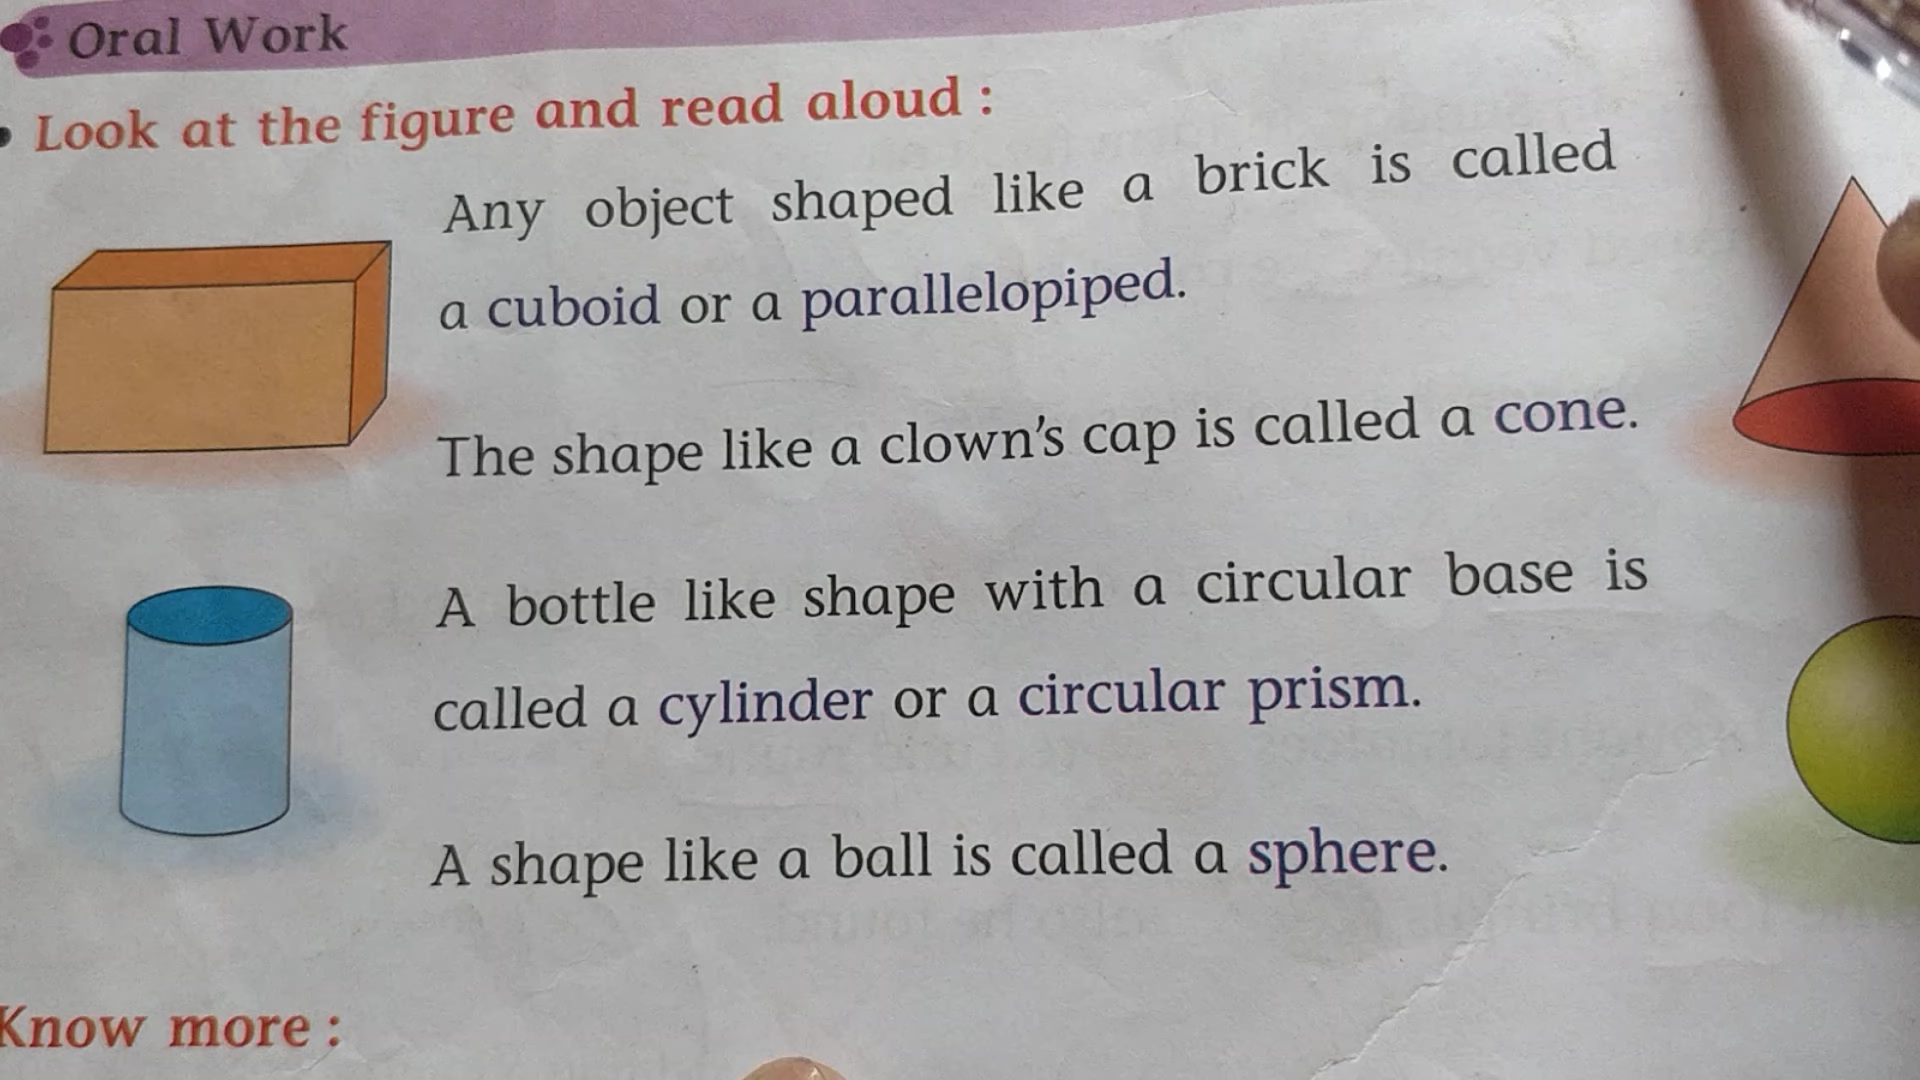 Oral Work
Look at the figure and read aloud :
Any object shaped like a brick is called
a cuboid or a parallelopiped.
The shape like a clown's cap is called a cone.
A bottle like shape with a circular base is
called a cylinder or a circular prism.
A shape like a ball is called a sphere.
Know more :